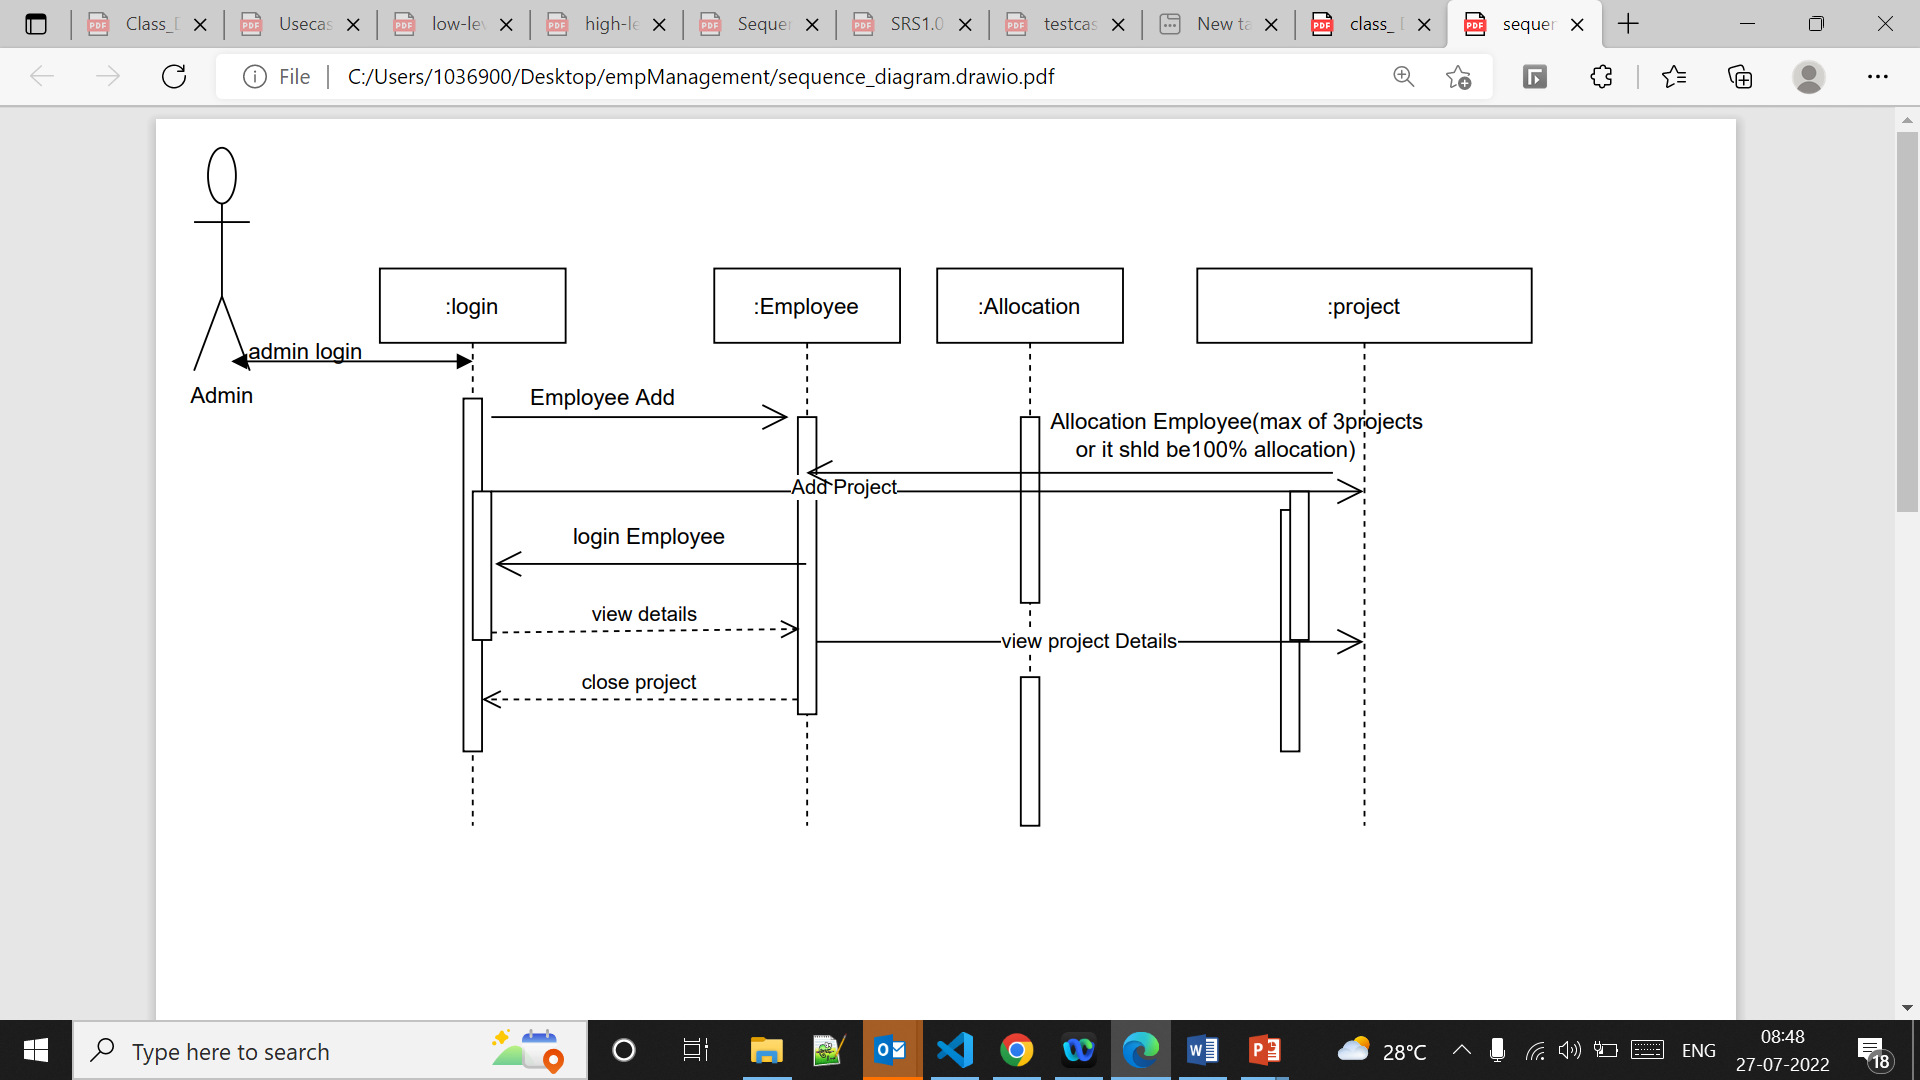 Class_D
Usecas
low-lev
high-le
Sequer
SRS1.0
testcas
New ta
class_
sequer
File
C:/Users/1036900/Desktop/empManagement/sequence_diagram.drawio.pdf
:login
:Employee
:Allocation
:project
admin login
Admin
Employee Add
Allocation Employee(max of 3projects
or it shld be100% allocation)
Add Project
login Employee
view details
view project Details
close project
Type here to search
28°C
ENG
08:48
27-07-2022
18